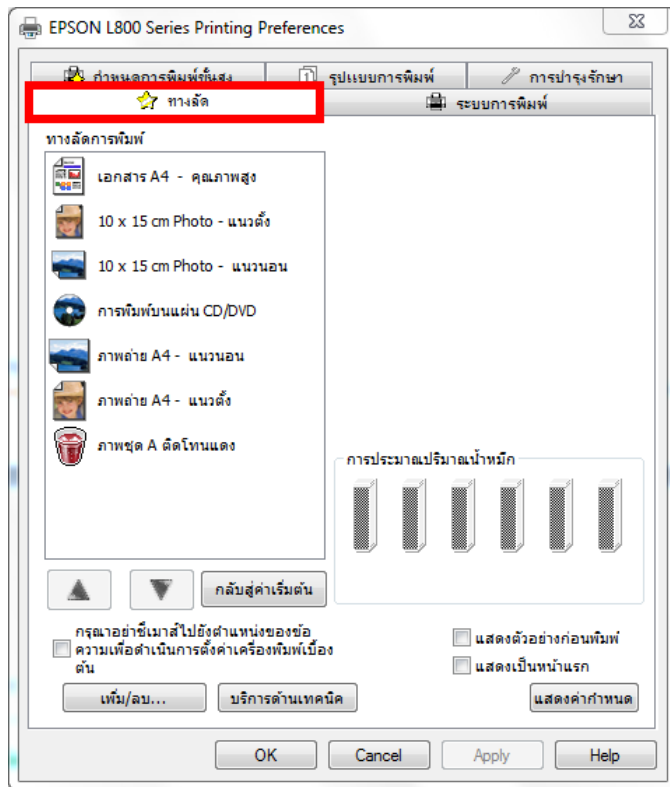 EPSON L800 Series Printing Preferences
กำหนดการพิมพ์ขั้นสูง
รูปแบบการพิมพ์
การบำรุงรักษา
ทางลัด
ระบบการพิมพ์
ทางลัดการพิมพ์
เอกสาร A4 - คุณภาพสูง
10 x 15 cm Photo - แนวตั้ง
10 x 15 cm Photo - แนวนอน
การพิมพ์บนแผ่น CD/DVD
ภาพถ่าย A4 - แนวนอน
ภาพถ่าย A4 - แนวตั้ง
ภาพชุด A ติดโทนแดง
การประมาณปริมาณน้ำหมึก
กลับสู่ค่าเริ่มต้น
กรุณาอย่าชี้เมาส์ไปยังตำแหน่งของข้อ
ความเพื่อดำเนินการตั้งค่าเครื่องพิมพ์เบื้อง
ต้น
แสดงตัวอย่างก่อนพิมพ์
แสดงเป็นหน้าแรก
เพิ่ม/ลบ...
บริการด้านเทคนิค
แสดงค่ากำหนด
OK
Cancel
Apply
Help